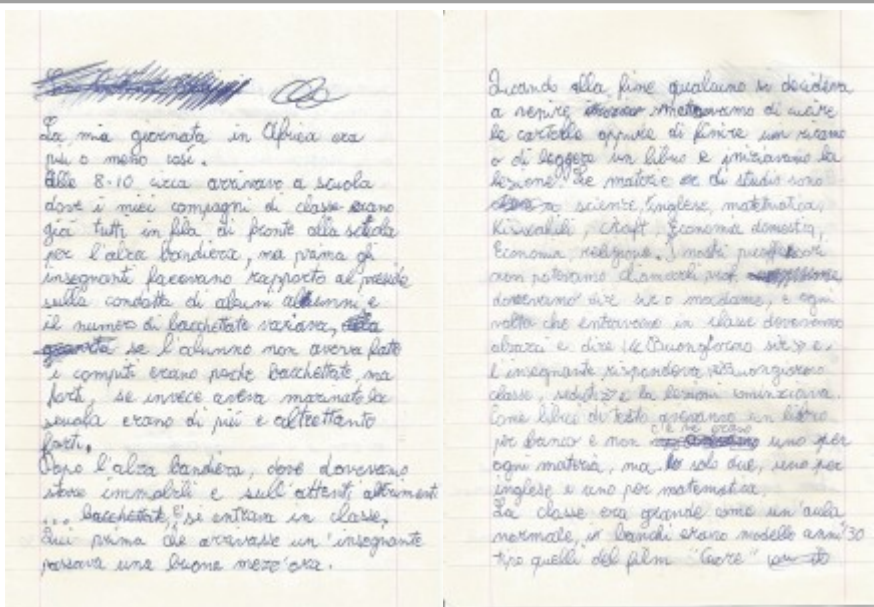 La mia giornata in Africa era
più o meno così.
Alle 8.10 circa arrivavo a scuola
dove i miei compagni di classe erano
già tutti in fila di fronte alla scuola
per l'alza bandiera, ma prima gli
insegnanti facevano rapporto al preside
sulla condotta di alcuni alunni e
il numero di bacchettate variava,
se l'alunno non aveva fatto
i compiti erano poche bacchettate, ma
forti, se invece aveva marinato la
scuola erano di più e altrettanto
forti.
Dopo l'alza bandiera, dove dovevamo
stare immobili e sull'attenti altrimenti
... bacchettate, e si entrava in classe.
Qui prima che arrivasse un'insegnante
passava una buona mezz'ora.
Quando alla fine qualcuno si decideva
a venire smettevamo di cucire
le cartelle oppure di finire un ricamo
o di leggere un libro e iniziavamo la
lezione. Le materie di studio sono
scienze, Inglese, matematica,
Kiswahili, Craft, Economia domestica,
Economia, religione. I nostri professori
non potevamo chiamarli prof.
dovevamo dire sir o madame, e ogni
volta che entravano in classe dovevamo
alzarci e dire << Buongiorno sir >> e
l'insegnante rispondeva << Buongiorno
classe, seduti >> e la lezione cominciava.
Come libri di testo avevamo un libro
per banco e non ce ne erano uno per
ogni materia, ma solo due, uno per
inglese e uno per matematica.
La classe era grande come un'aula
normale, i banchi erano modello anni '30
tipo quelli del film "Cuore"